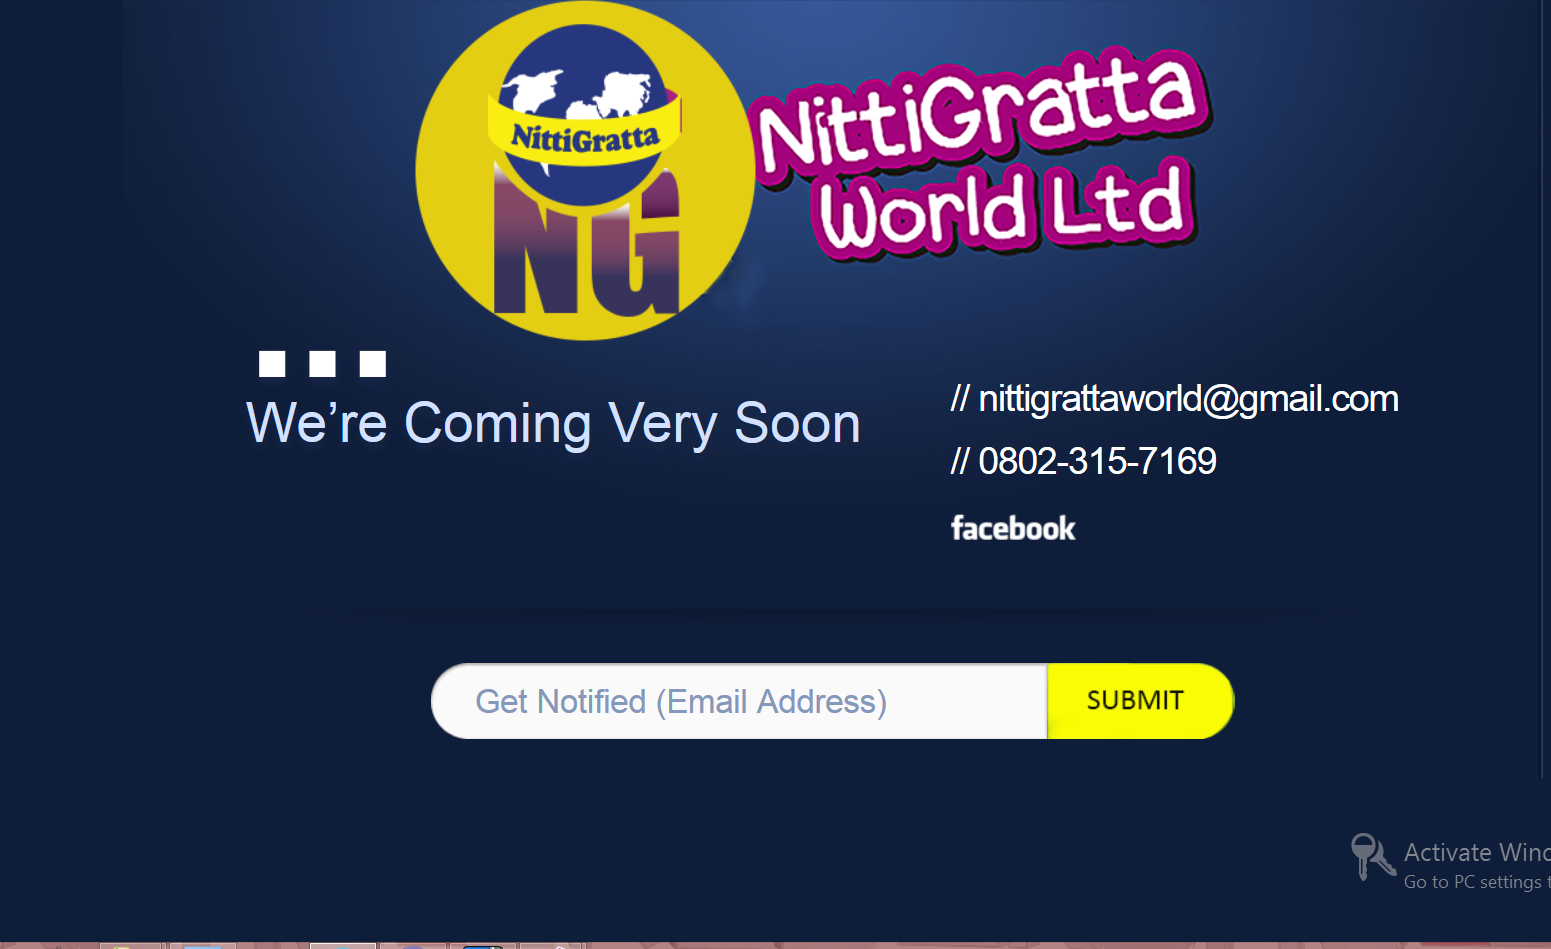 NittiGratta
NG
NittiGratta
World Ltd
We’re Coming Very Soon
// nittigrattaworld@gmail.com
// 0802-315-7169
facebook
Get Notified (Email Address)
SUBMIT
Activate
Go to PC settings